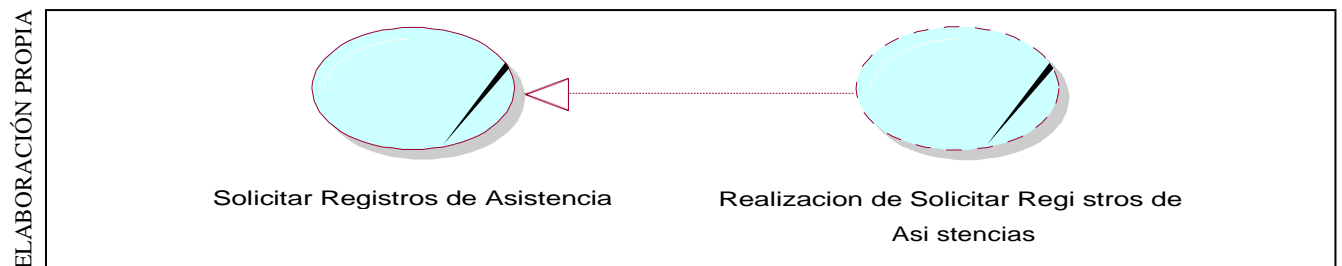 ELABORACIÓN PROPIA
Solicitar Registros de Asistencia
Realizacion de Solicitar Regi stros de
Asi stencias